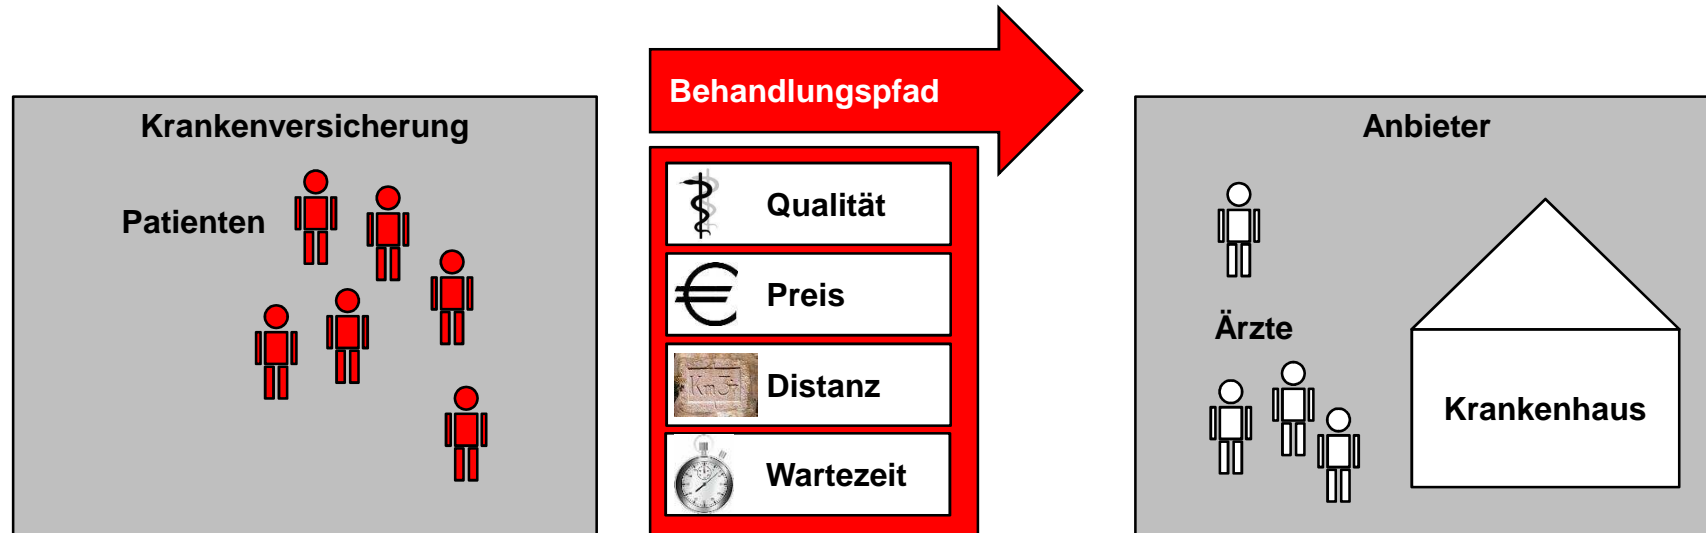 Krankenversicherung
Patienten
Behandlungspfad
Qualität
Preis
Distanz
Wartezeit
Anbieter
Ärzte
Krankenhaus